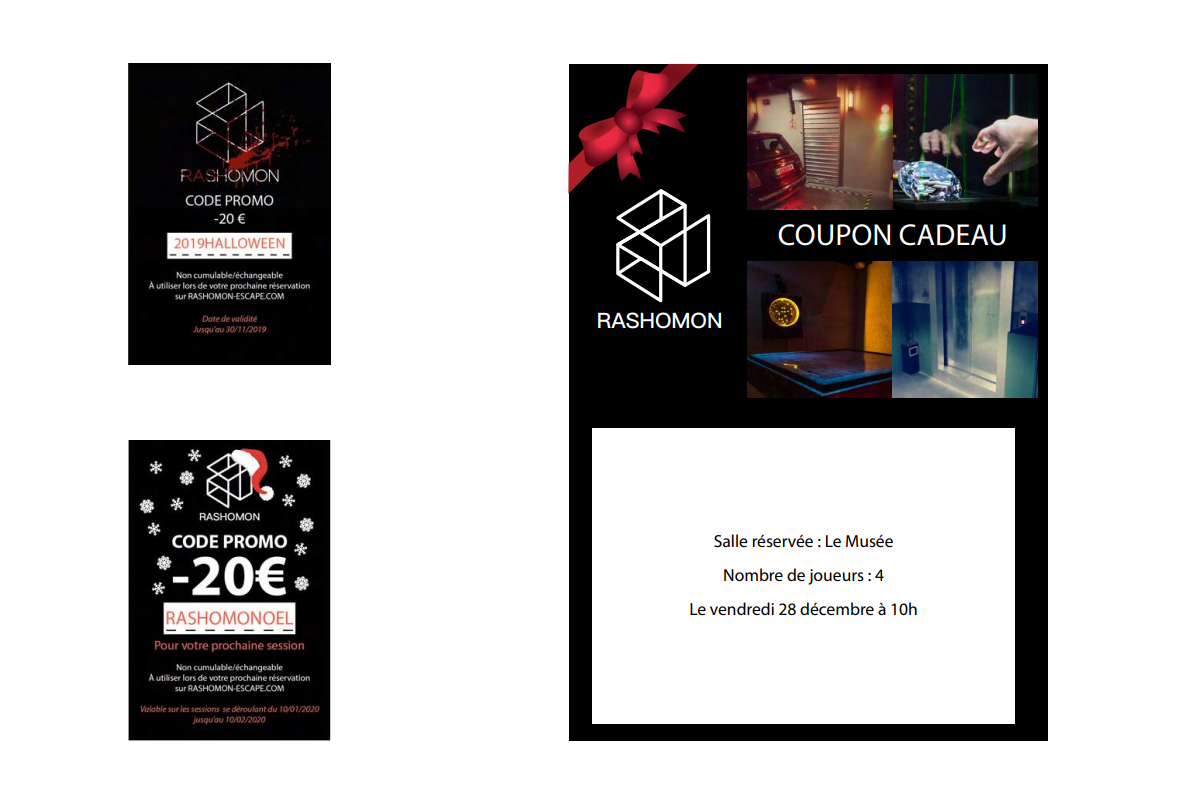 RASHOMON
CODE PROMO
-20 €
2019HALLOWEEN
Non cumulable/échangeable
À utiliser lors de votre prochaine réservation
sur RASHOMON-ESCAPE.COM
Date de validité
Jusqu'au 30/11/2019
RASHOMON
CODE PROMO
-20€
RASHOMONOEL
Pour votre prochaine session
Non cumulable/échangeable
À utiliser lors de votre prochaine réservation
sur RASHOMON-ESCAPE.COM
Valable sur les sessions se déroulant du 10/01/2020
jusqu'au 10/02/2020
COUPON CADEAU
RASHOMON
Salle réservée : Le Musée
Nombre de joueurs : 4
Le vendredi 28 décembre à 10h